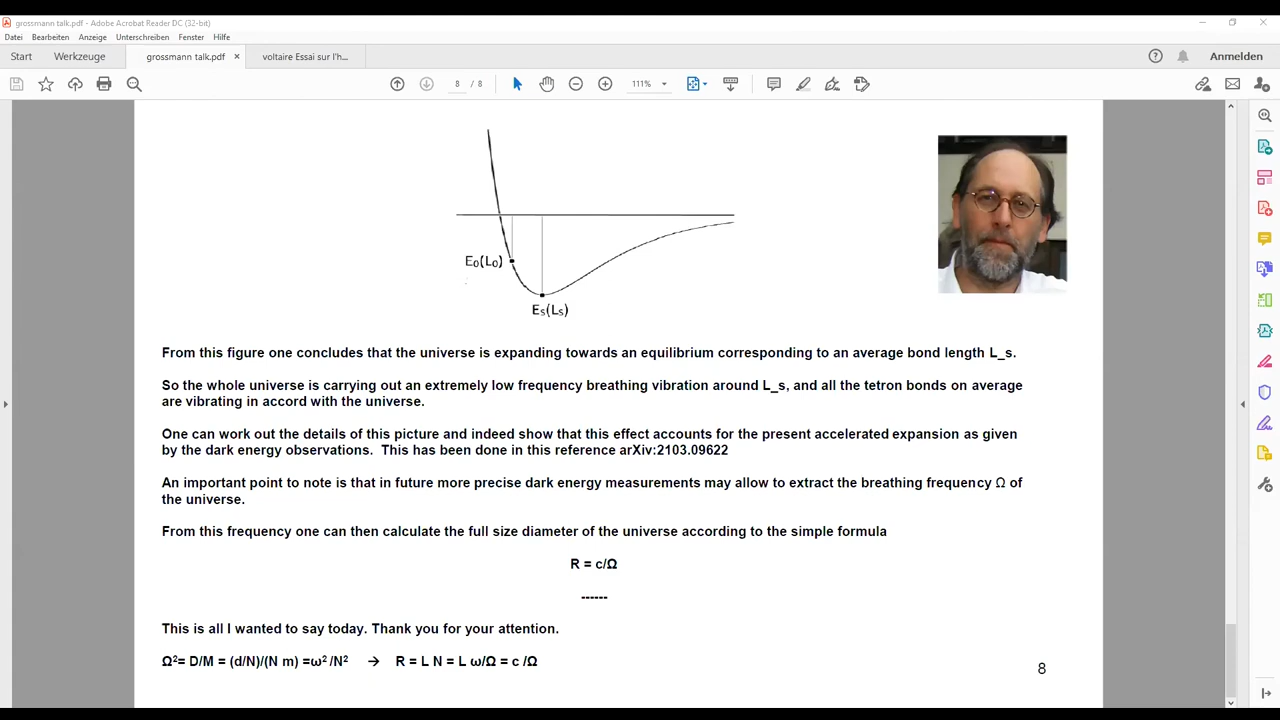 grossmann talk.pdf - Adobe Acrobat Reader DC (32-bit)
Datei Bearbeiten Anzeige Unterschreiben Fenster Hilfe
Start Werkzeuge grossmann talk.pdf × voltaire Essai sur l'h... Anmelden
8 / 8 111%
E₀(L₀)
Eₛ(Lₛ)
From this figure one concludes that the universe is expanding towards an equilibrium corresponding to an average bond length L_s.
So the whole universe is carrying out an extremely low frequency breathing vibration around L_s, and all the tetron bonds on average
are vibrating in accord with the universe.
One can work out the details of this picture and indeed show that this effect accounts for the present accelerated expansion as given
by the dark energy observations. This has been done in this reference arXiv:2103.09622
An important point to note is that in future more precise dark energy measurements may allow to extract the breathing frequency Ω of
the universe.
From this frequency one can then calculate the full size diameter of the universe according to the simple formula
R = c/Ω
------
This is all I wanted to say today. Thank you for your attention.
Ω²= D/M = (d/N)/(N m) =ω² /N² → R = L N = L ω/Ω = c /Ω
8